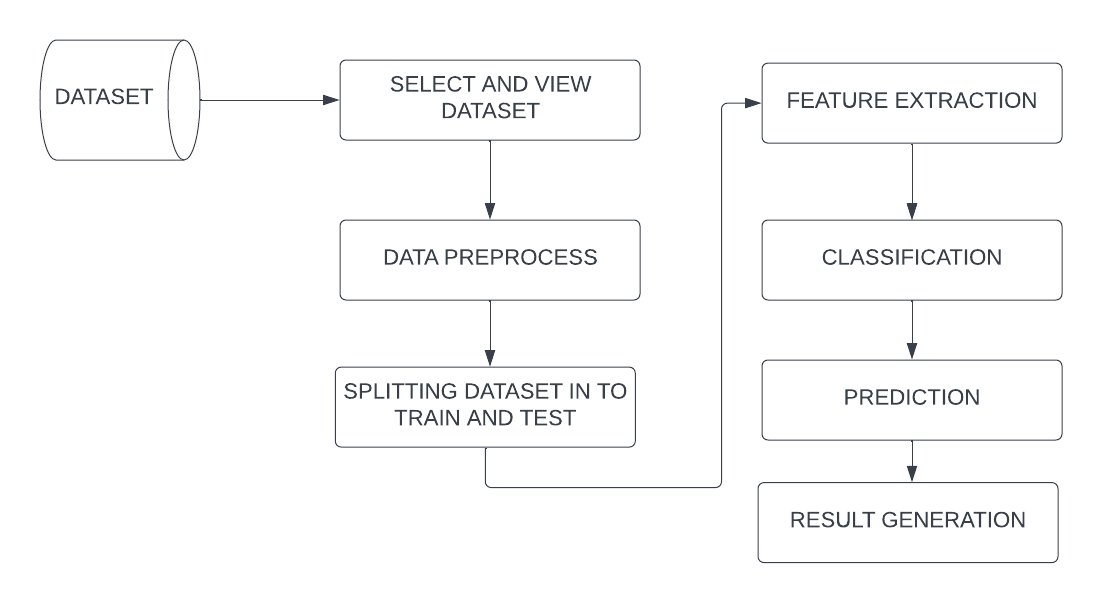 DATASET
SELECT AND VIEW
DATASET
DATA PREPROCESS
SPLITTING DATASET IN TO
TRAIN AND TEST
FEATURE EXTRACTION
CLASSIFICATION
PREDICTION
RESULT GENERATION